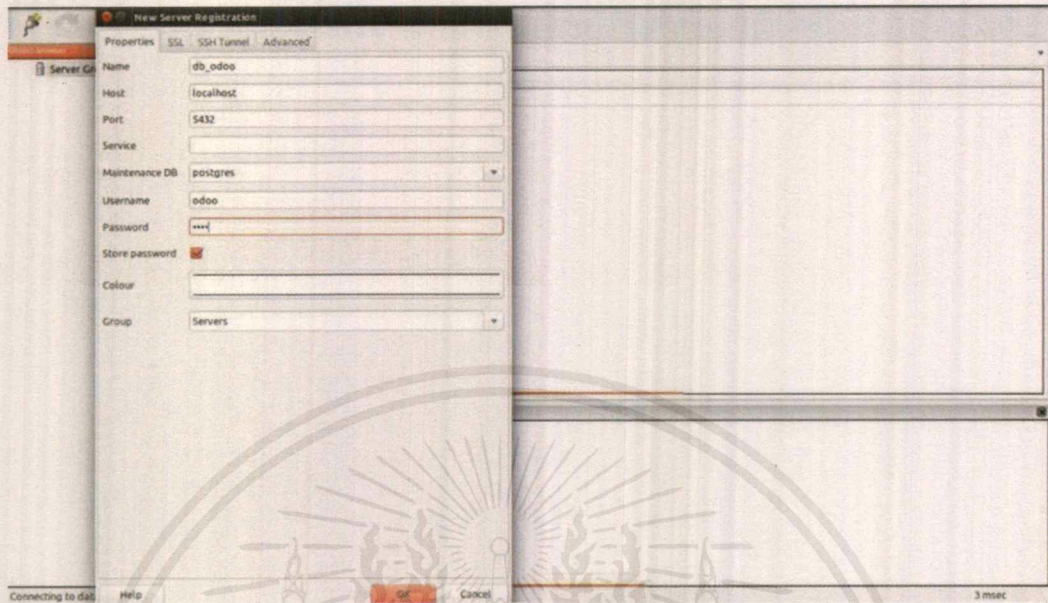 New Server Registration
Properties SSL SSH Tunnel Advanced
Server Gr
Name db_odoo
Host localhost
Port 5432
Service
Maintenance DB postgres
Username odoo
Password ••••
Store password
Colour
Group Servers
Connecting to dat
Help OK Cancel
3 msec